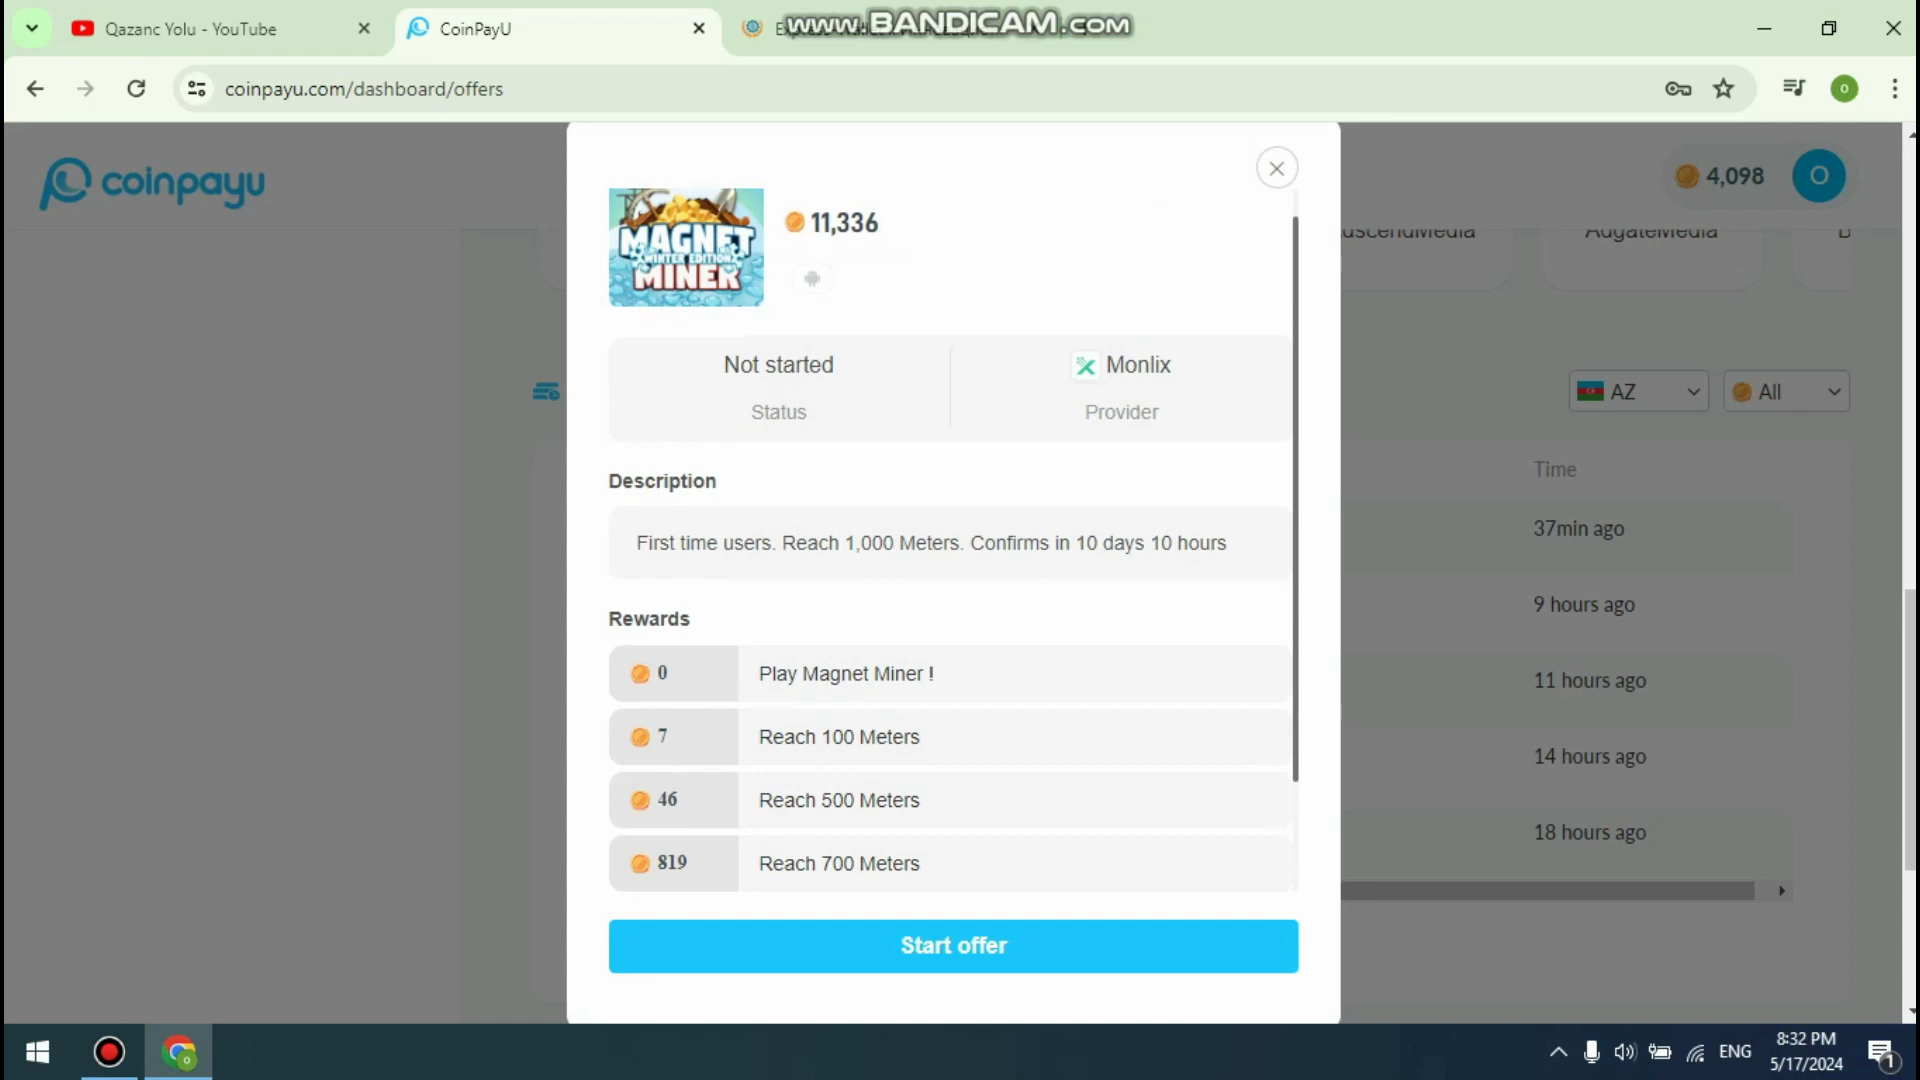 Qazanc Yolu - YouTube
CoinPayU
www.BANDICAM.com
coinpayu.com/dashboard/offers
o
coinpayu
4,098
O
MAGNET
WINTER EDITION
MINER
11,336
AdgateMedia
Not started
Status
Monlix
Provider
AZ
All
Description
First time users. Reach 1,000 Meters. Confirms in 10 days 10 hours
Time
37min ago
9 hours ago
11 hours ago
14 hours ago
18 hours ago
Rewards
0 Play Magnet Miner !
7 Reach 100 Meters
46 Reach 500 Meters
819 Reach 700 Meters
Start offer
ENG
8:32 PM
5/17/2024
1